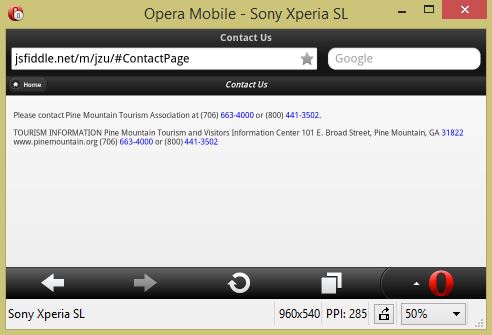 Opera Mobile - Sony Xperia SL
Contact Us
jsfiddle.net/m/jzu/#ContactPage
Google
Home
Contact Us
Please contact Pine Mountain Tourism Association at (706) 663-4000 or (800) 441-3502.
TOURISM INFORMATION Pine Mountain Tourism and Visitors Information Center 101 E. Broad Street, Pine Mountain, GA 31822
www.pinemountain.org (706) 663-4000 or (800) 441-3502
Sony Xperia SL
960x540
PPI: 285
50%